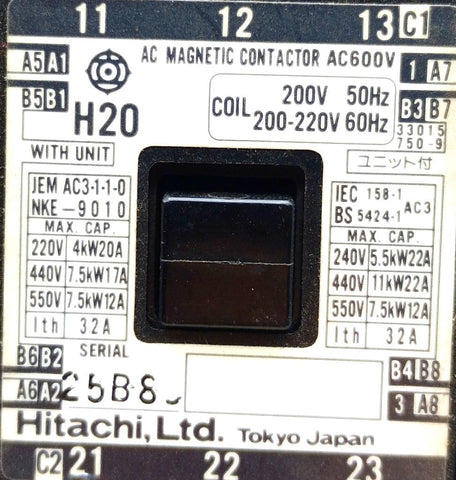 11 12 13 C1
A5 A1 AC MAGNETIC CONTACTOR AC600V 1 A7
B5 B1 H20 COIL 200V 50Hz B3 B7
200-220V 60Hz 33015
750-9
WITH UNIT ユニット付
JEM AC3-1-1-0
NKE-9010
MAX. CAP.
220V 4kW20A
440V 7.5kW17A
550V 7.5kW12A
Ith 32A
IEC 158-1 AC3
BS 5424-1
MAX. CAP.
240V 5.5kW22A
440V 11kW22A
550V 7.5kW12A
Ith 32A
B6 B2 SERIAL B4 B8
A6 A2 25B8 3 A8
Hitachi, Ltd. Tokyo Japan
C2 21 22 23